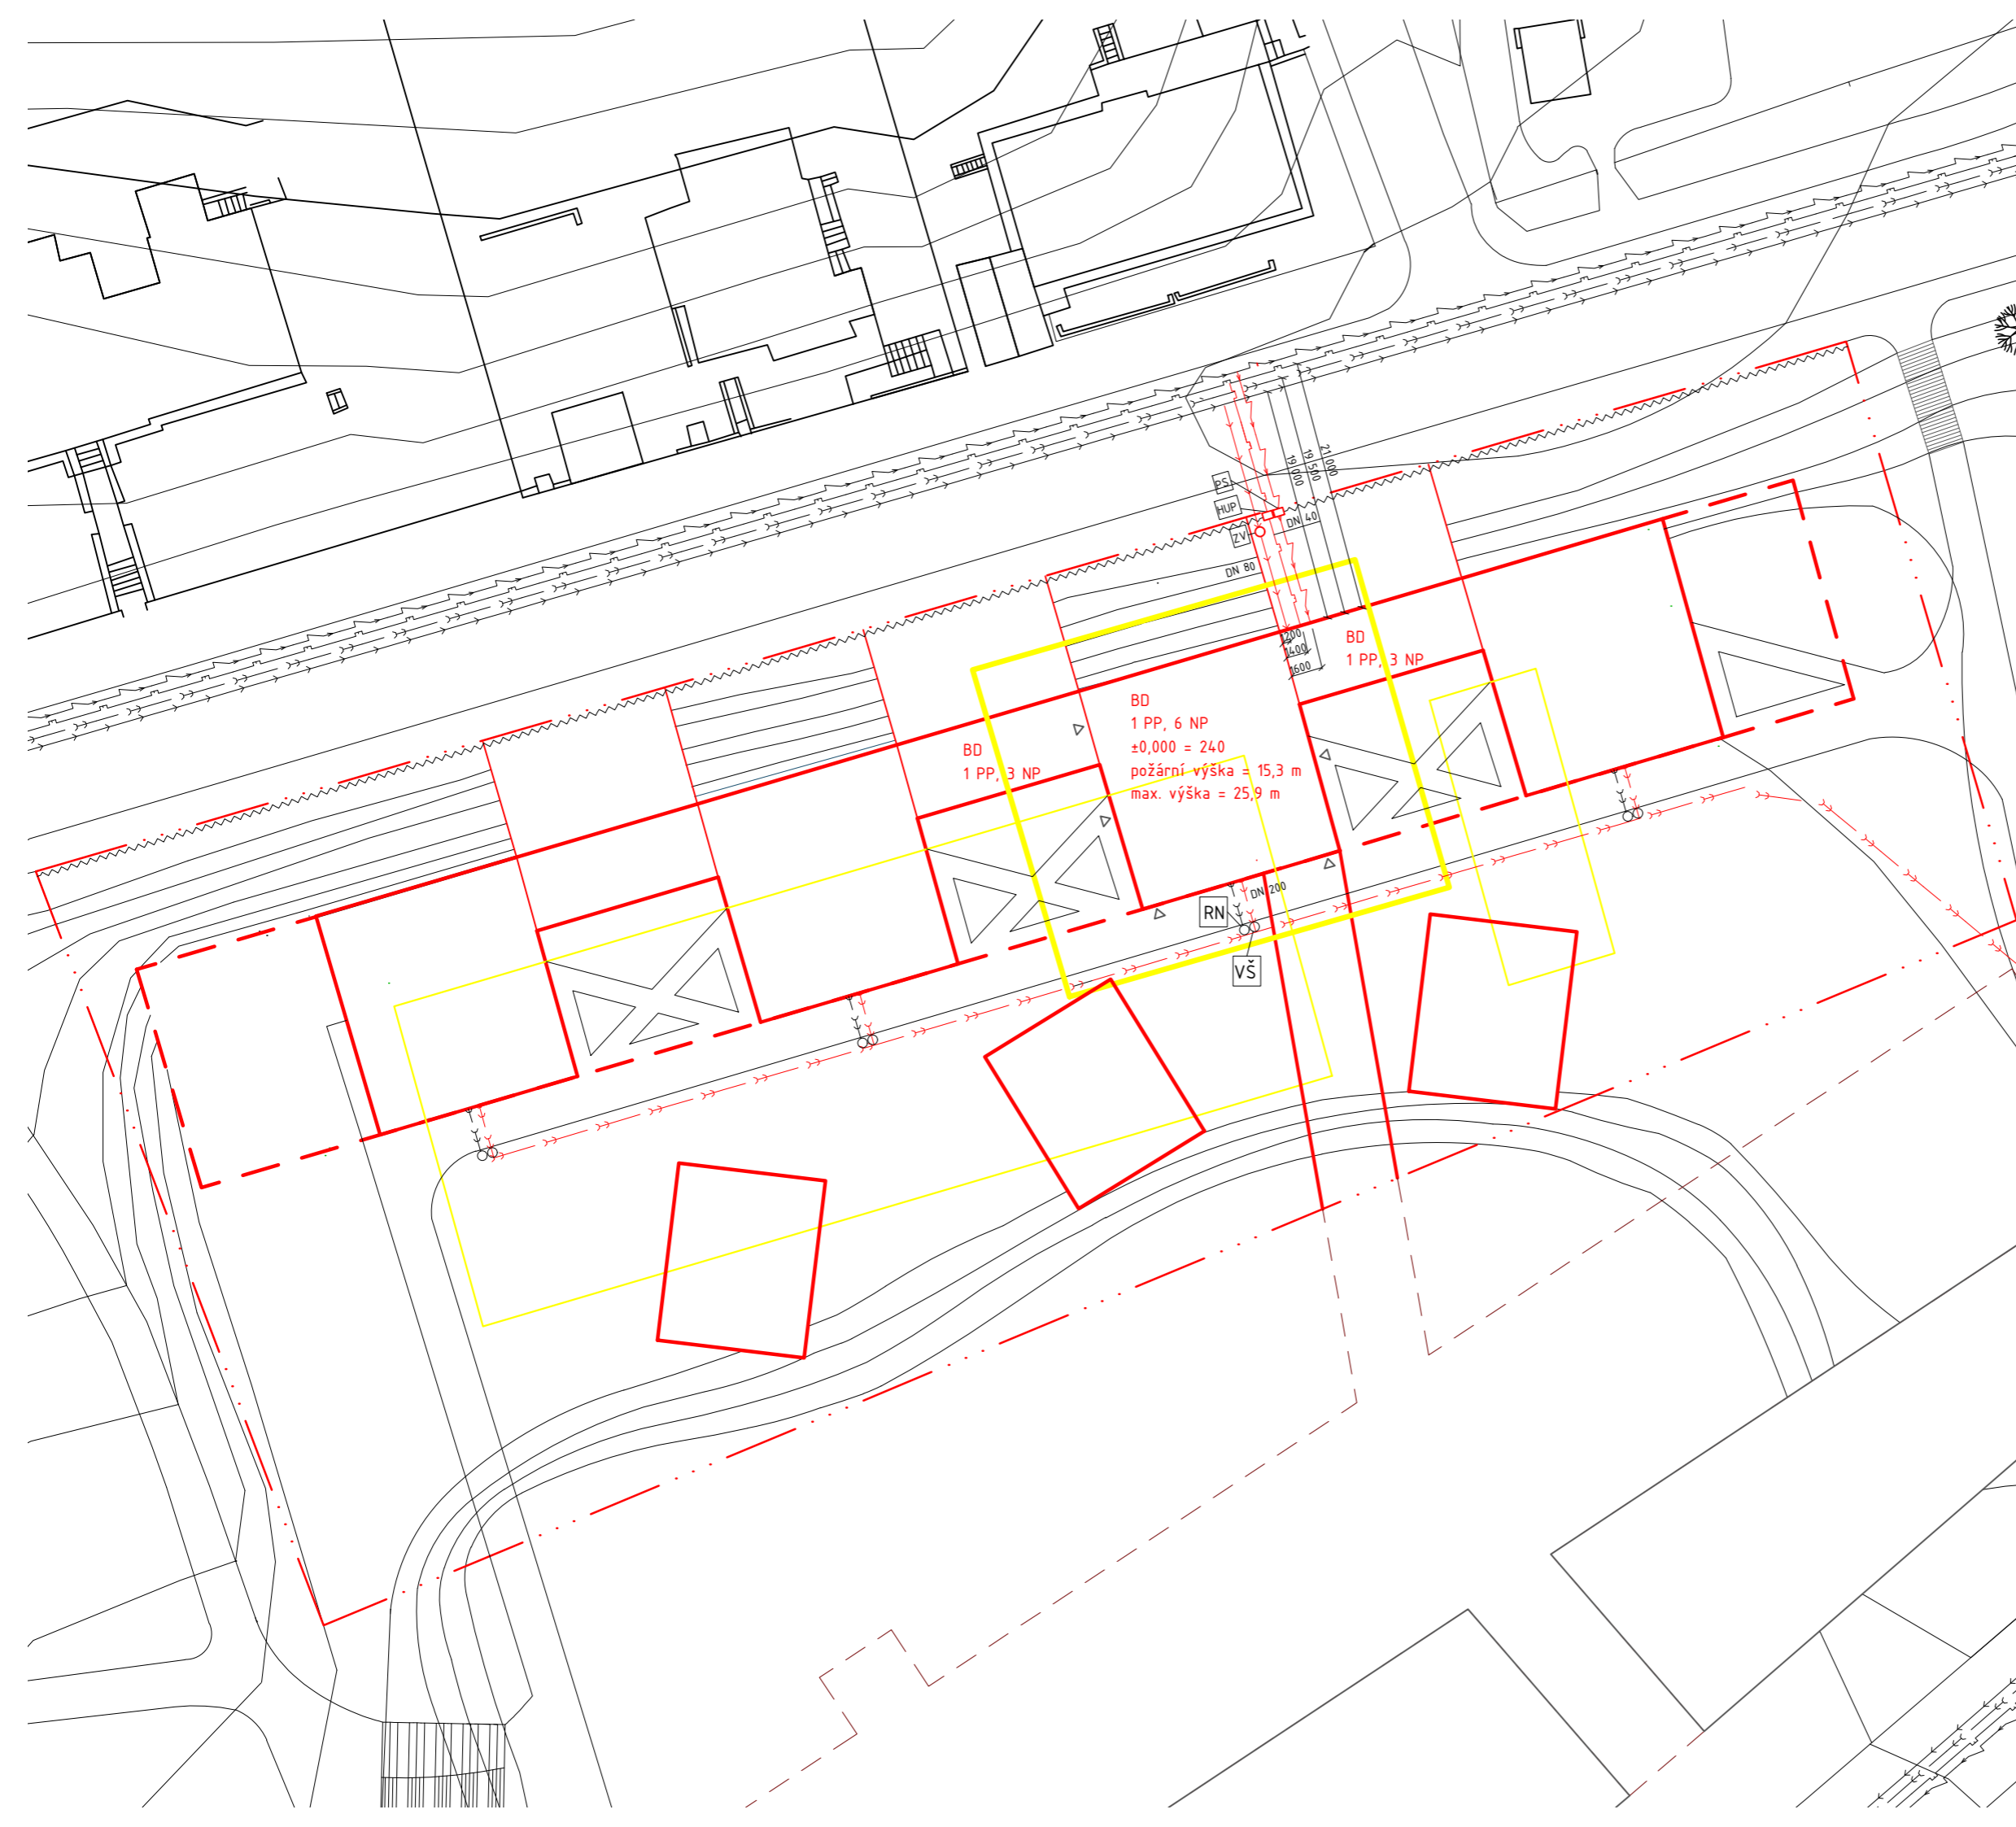 PS
HUP
ZV
19 000
19 500
21 000
DN 40
DN 80
1200
1400
1600
BD
1 PP, 3 NP
BD
1 PP, 6 NP
±0,000 = 240
požární výška = 15,3 m
max. výška = 25,9 m
BD
1 PP, 3 NP
DN 200
RN
VŠ